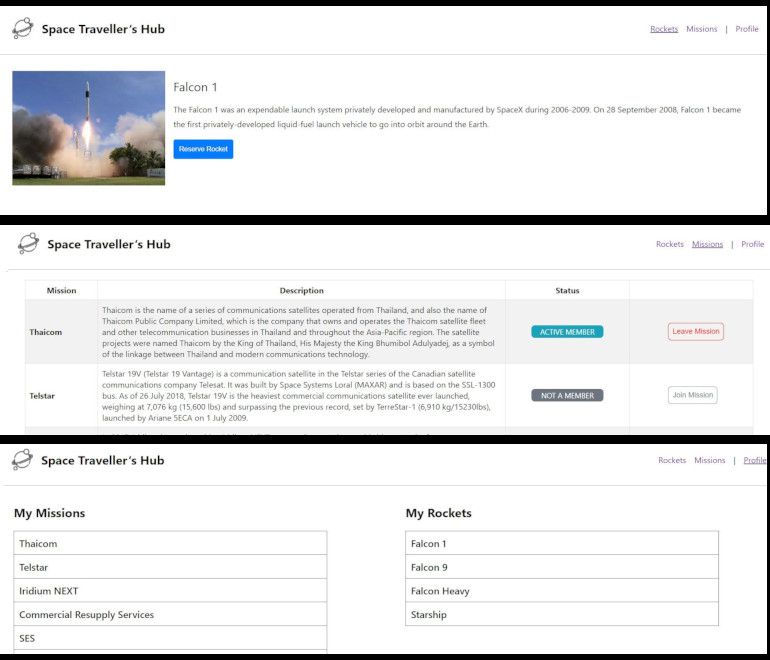 Space Traveller's Hub
Rockets Missions | Profile
Falcon 1
The Falcon 1 was an expendable launch system privately developed and manufactured by SpaceX during 2006-2009. On 28 September 2008, Falcon 1 became
the first privately-developed liquid-fuel launch vehicle to go into orbit around the Earth.
Reserve Rocket
Space Traveller's Hub
Rockets Missions | Profile
Mission Description Status
Thaicom
Thaicom is the name of a series of communications satellites operated from Thailand, and also the name of
Thaicom Public Company Limited, which is the company that owns and operates the Thaicom satellite fleet
and other telecommunication businesses in Thailand and throughout the Asia-Pacific region. The satellite
projects were named Thaicom by the King of Thailand, His Majesty the King Bhumibol Adulyadej, as a symbol
of the linkage between Thailand and modern communications technology.
ACTIVE MEMBER
Leave Mission
Telstar
Telstar 19V (Telstar 19 Vantage) is a communication satellite in the Telstar series of the Canadian satellite
communications company Telesat. It was built by Space Systems Loral (MAXAR) and is based on the SSL-1300
bus. As of 26 July 2018, Telstar 19V is the heaviest commercial communications satellite ever launched,
weighing at 7,076 kg (15,600 lbs) and surpassing the previous record, set by TerreStar-1 (6,910 kg/15230lbs),
launched by Ariane 5ECA on 1 July 2009.
NOT A MEMBER
Join Mission
Space Traveller's Hub
Rockets Missions | Profile
My Missions
Thaicom
Telstar
Iridium NEXT
Commercial Resupply Services
SES
My Rockets
Falcon 1
Falcon 9
Falcon Heavy
Starship